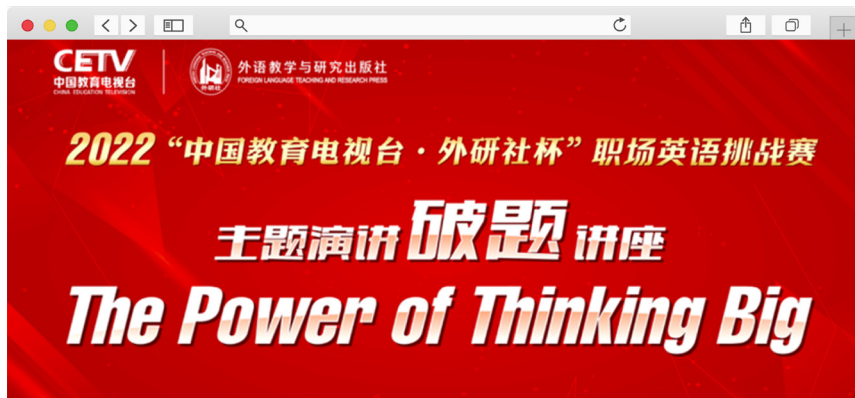 CETV
中国教育电视台
CHINA EDUCATION TELEVISION
外研社
外语教学与研究出版社
FOREIGN LANGUAGE TEACHING AND RESEARCH PRESS
2022“中国教育电视台·外研社杯”职场英语挑战赛
主题演讲破题讲座
The Power of Thinking Big